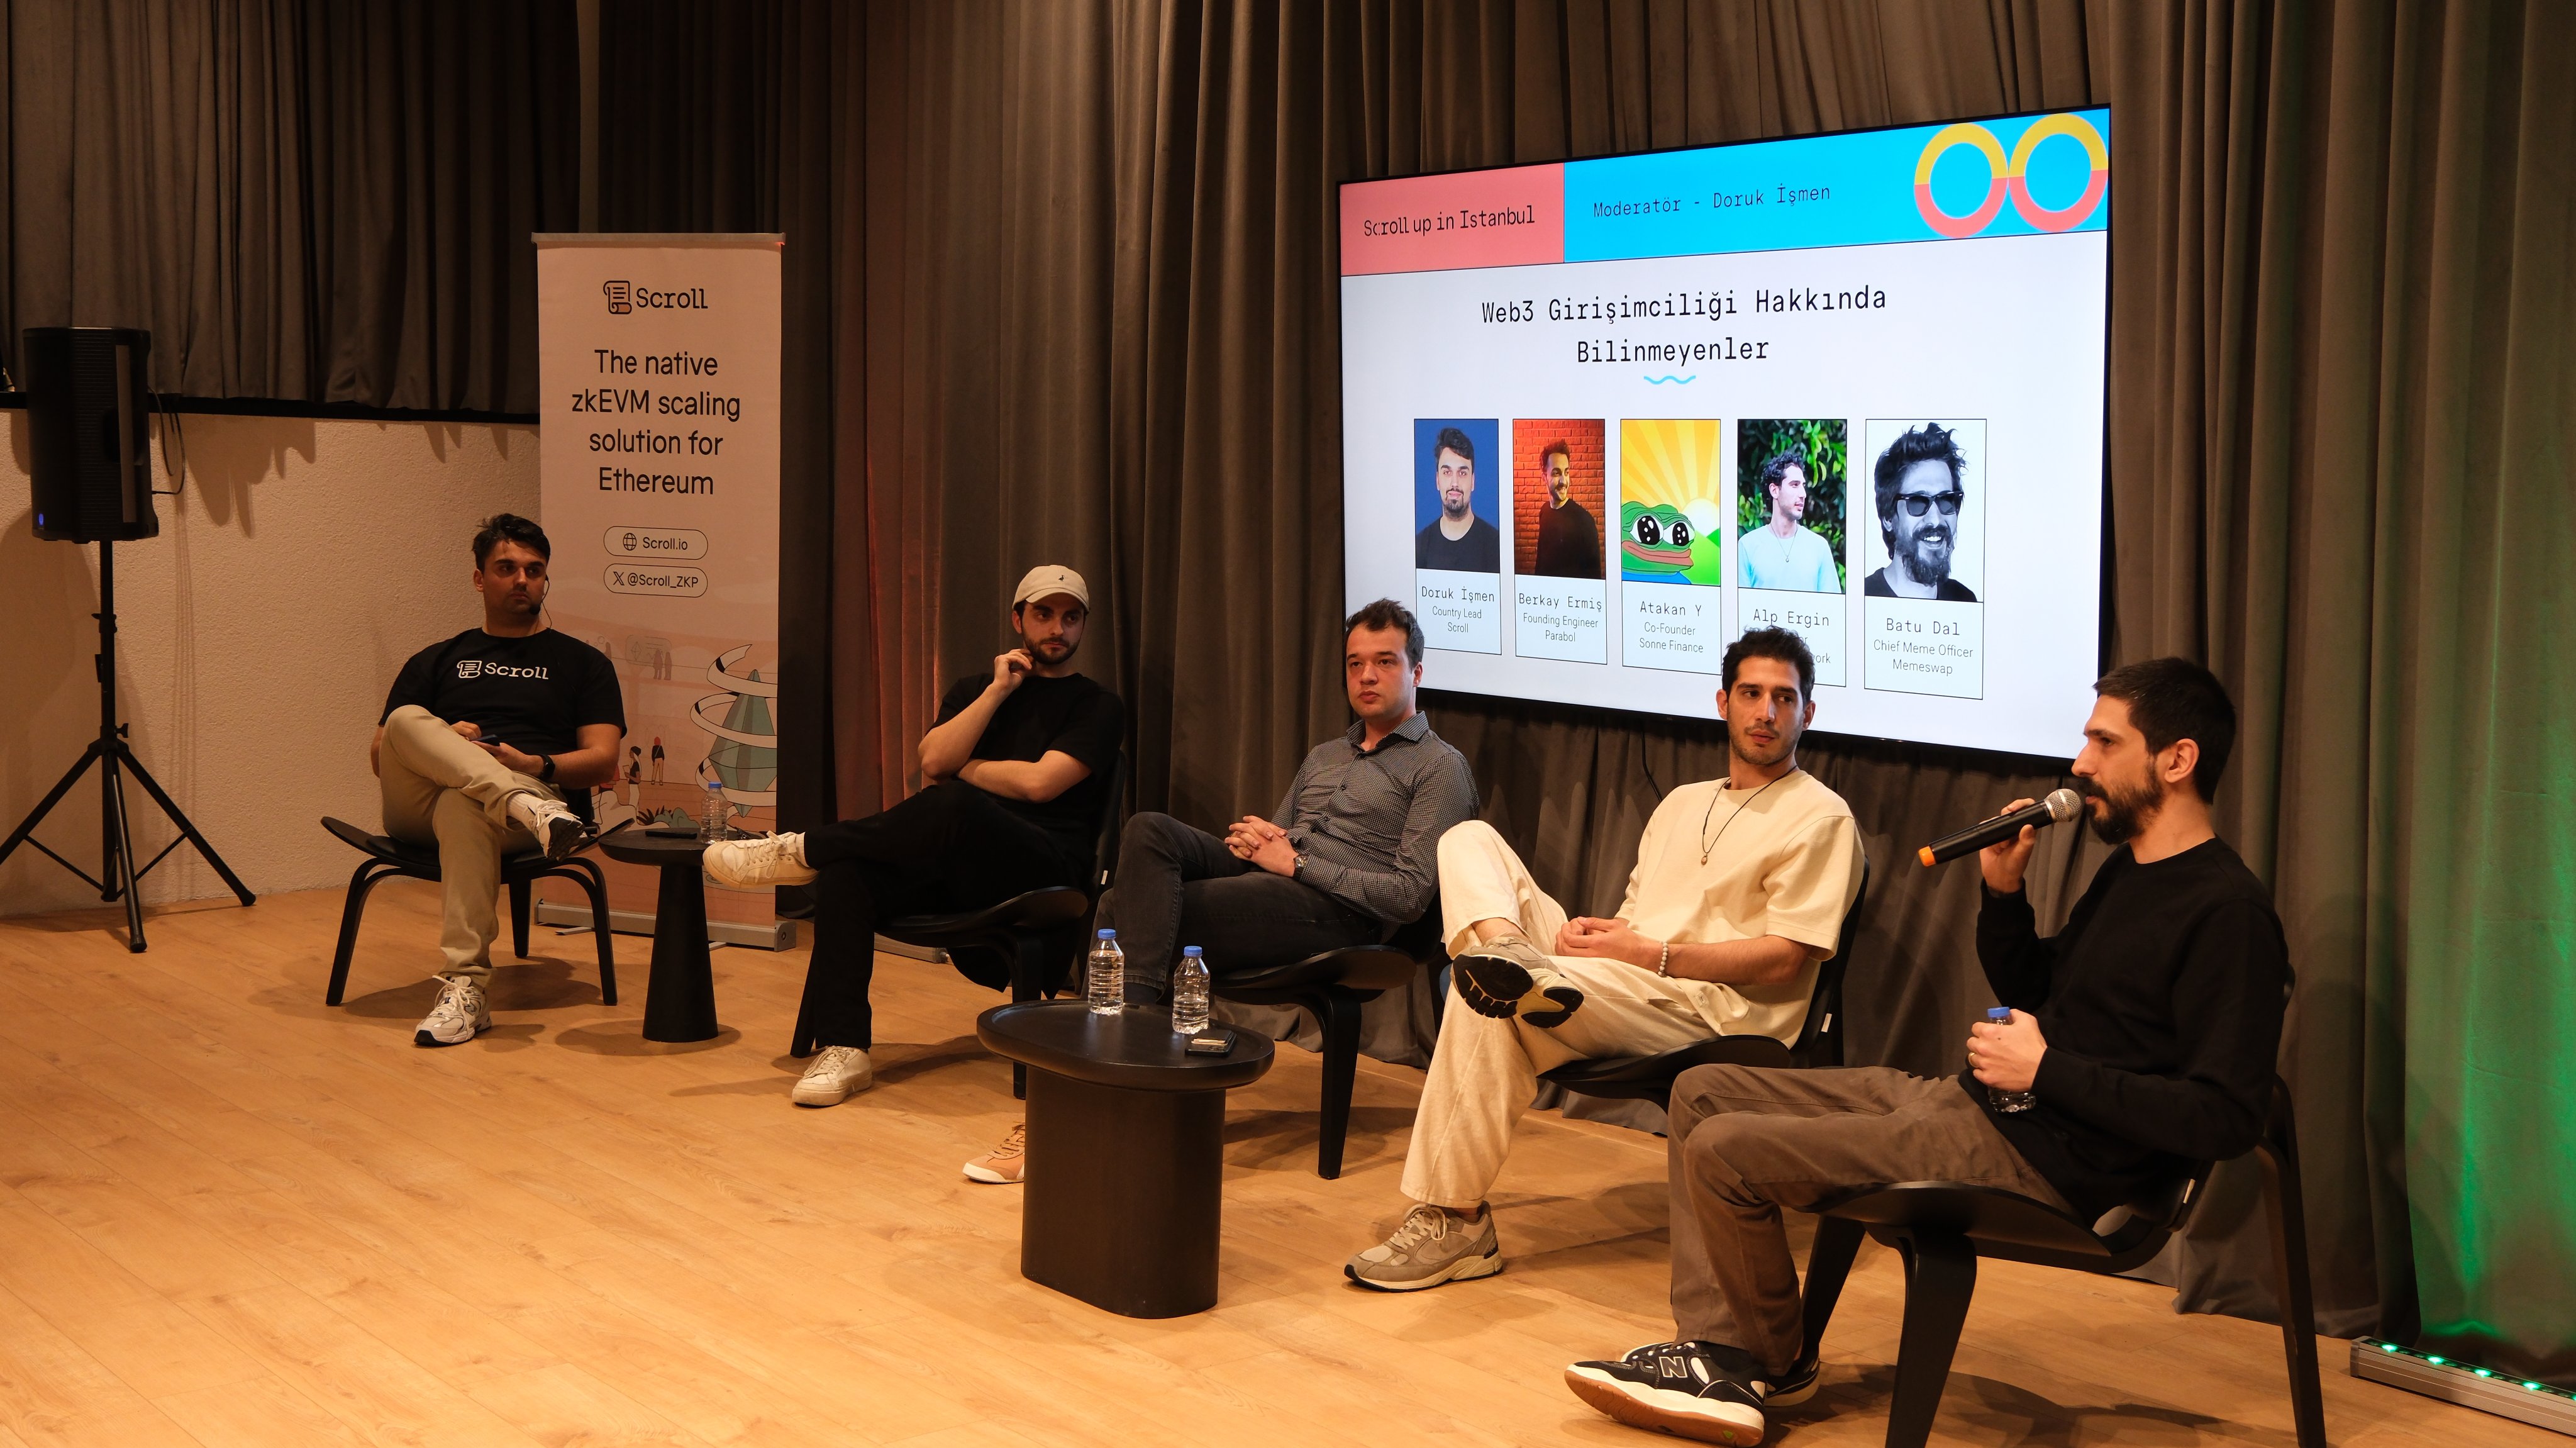 Scroll
The native
zkEVM scaling
solution for
Ethereum
Scroll.io
X @Scroll_ZKP
Scroll
Scroll up in Istanbul
Moderatör - Doruk İşmen
Web3 Girişimciliği Hakkında
Bilinmeyenler
Doruk İşmen
Country Lead
Scroll
Berkay Ermiş
Founding Engineer
Parabol
Atakan Y
Co-Founder
Sonne Finance
Alp Ergin
Batu Dal
Chief Meme Officer
Memeswap
N